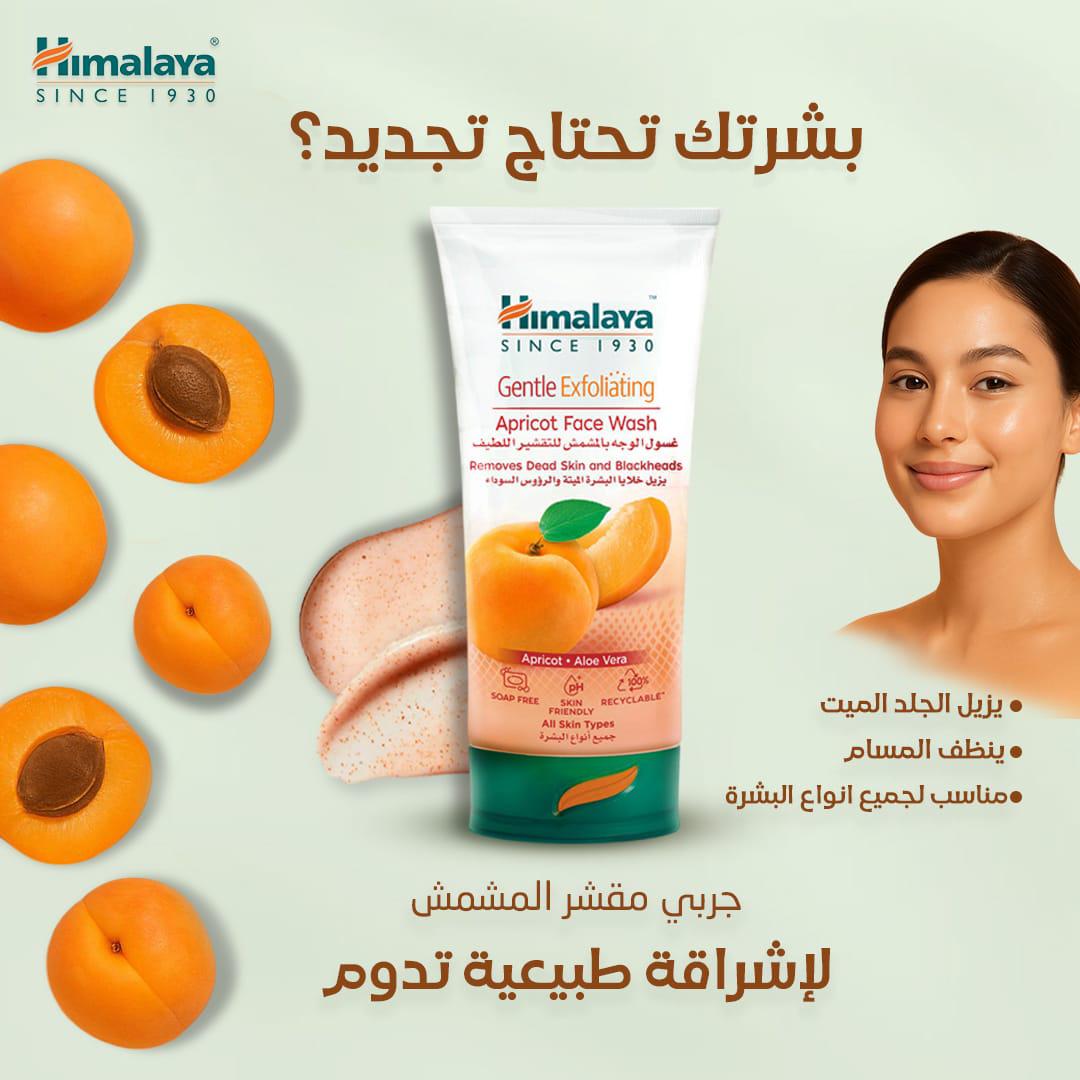 Himalaya®
SINCE 1930
بشرتك تحتاج تجديد؟
Himalaya™
SINCE 1930
Gentle Exfoliating
Apricot Face Wash
غسول الوجه بالمشمش للتقشير اللطيف
Removes Dead Skin and Blackheads
يزيل خلايا البشرة الميتة والرؤوس السوداء
Apricot • Aloe Vera
SOAP FREE
pH
SKIN FRIENDLY
100%
RECYCLABLE*
All Skin Types
جميع أنواع البشرة
• يزيل الجلد الميت
• ينظف المسام
• مناسب لجميع انواع البشرة
جربي مقشر المشمش
لإشراقة طبيعية تدوم